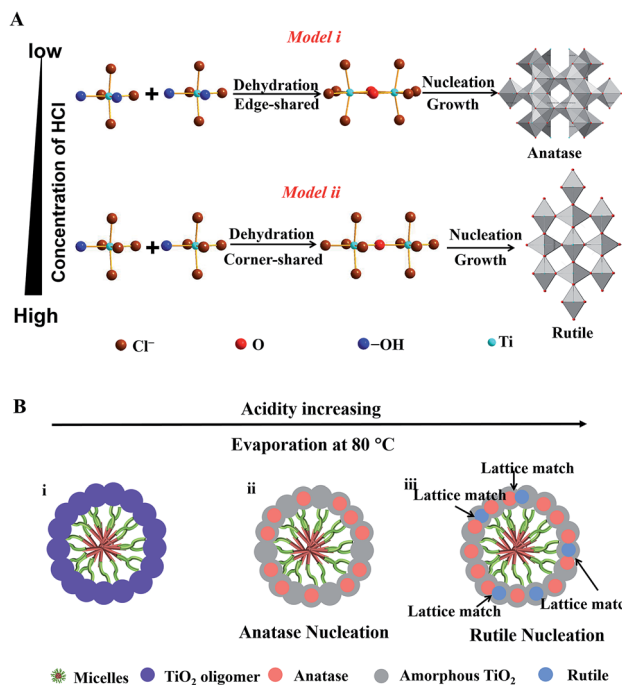 A
low
Concentration of HCl
High
Model i
+
Dehydration
Edge-shared
Nucleation
Growth
Anatase
Model ii
+
Dehydration
Corner-shared
Nucleation
Growth
Rutile
Cl⁻
O
–OH
Ti
B
Acidity increasing
Evaporation at 80 °C
i
ii
Anatase Nucleation
iii
Lattice match
Lattice match
Lattice match
Lattice match
Lattice match
Rutile Nucleation
Micelles
TiO₂ oligomer
Anatase
Amorphous TiO₂
Rutile